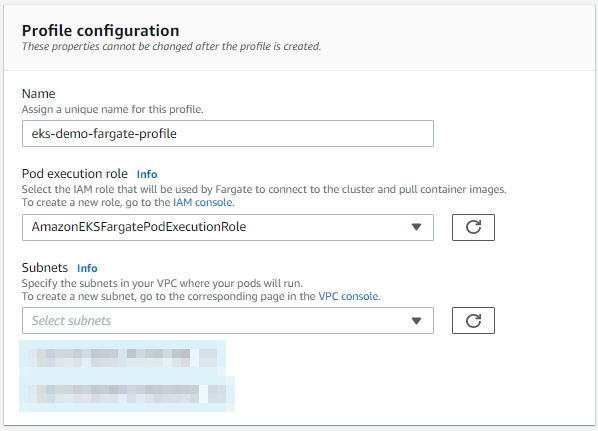 Profile configuration
These properties cannot be changed after the profile is created.
Name
Assign a unique name for this profile.
eks-demo-fargate-profile
Pod execution role Info
Select the IAM role that will be used by Fargate to connect to the cluster and pull container images.
To create a new role, go to the IAM console.
AmazonEKSFargatePodExecutionRole
Subnets Info
Specify the subnets in your VPC where your pods will run.
To create a new subnet, go to the corresponding page in the VPC console.
Select subnets